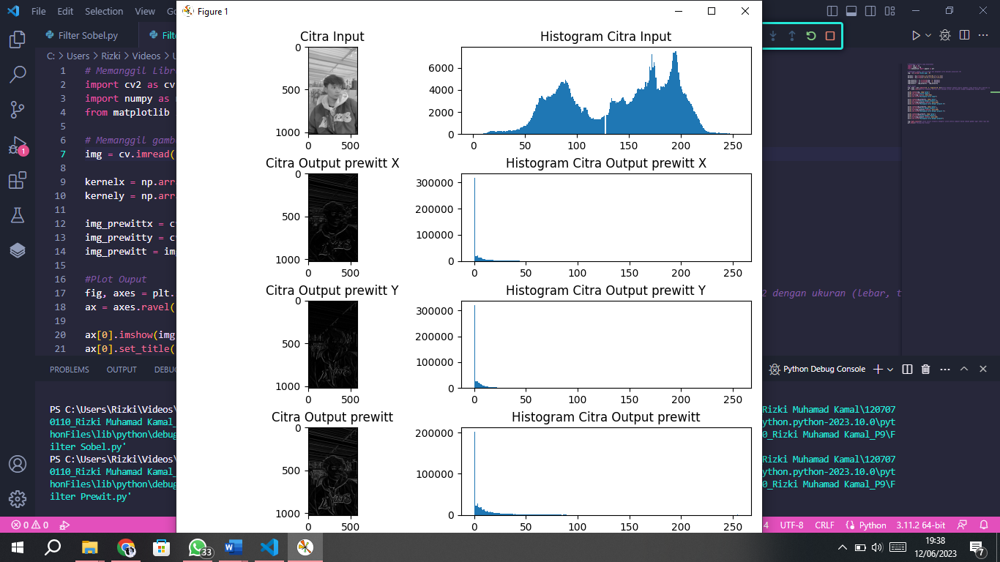 File Edit Selection View Go
Figure 1
Filter Sobel.py
C: > Users > Rizki > Videos >
1 # Memanggil Libr
2 import cv2 as cv
3 import numpy as
4 from matplotlib
5
6 # Memanggil gamba
7 img = cv.imread(
8
9 kernelx = np.arr
10 kernely = np.arr
11
12 img_prewittx = c
13 img_prewitty = c
14 img_prewitt = im
15
16 #Plot Ouput
17 fig, axes = plt.
18 ax = axes.ravel(
19
20 ax[0].imshow(img
21 ax[0].set_title(
2 dengan ukuran (lebar, t
Citra Input
0
500
1000
0 500
Histogram Citra Input
6000
4000
2000
0
0 50 100 150 200 250
Citra Output prewitt X
0
500
1000
0 500
Histogram Citra Output prewitt X
300000
200000
100000
0
0 50 100 150 200 250
Citra Output prewitt Y
0
500
1000
0 500
Histogram Citra Output prewitt Y
300000
200000
100000
0
0 50 100 150 200 250
Citra Output prewitt
0
500
1000
0 500
Histogram Citra Output prewitt
200000
100000
0
0 50 100 150 200 250
PROBLEMS OUTPUT DEBU
Python Debug Console
PS C:\Users\Rizki\Videos\
0110_Rizki Muhamad Kamal_
honFiles\lib\python\debug
ilter Sobel.py'
PS C:\Users\Rizki\Videos\
0110_Rizki Muhamad Kamal_
honFiles\lib\python\debug
ilter Prewit.py'
Rizki Muhamad Kamal\120707
ython.python-2023.10.0\pyt
0_Rizki Muhamad Kamal_P9\F
Rizki Muhamad Kamal\120707
ython.python-2023.10.0\pyt
0_Rizki Muhamad Kamal_P9\F
0 0
4 UTF-8 CRLF Python 3.11.2 64-bit
33
19:38
12/06/2023
7